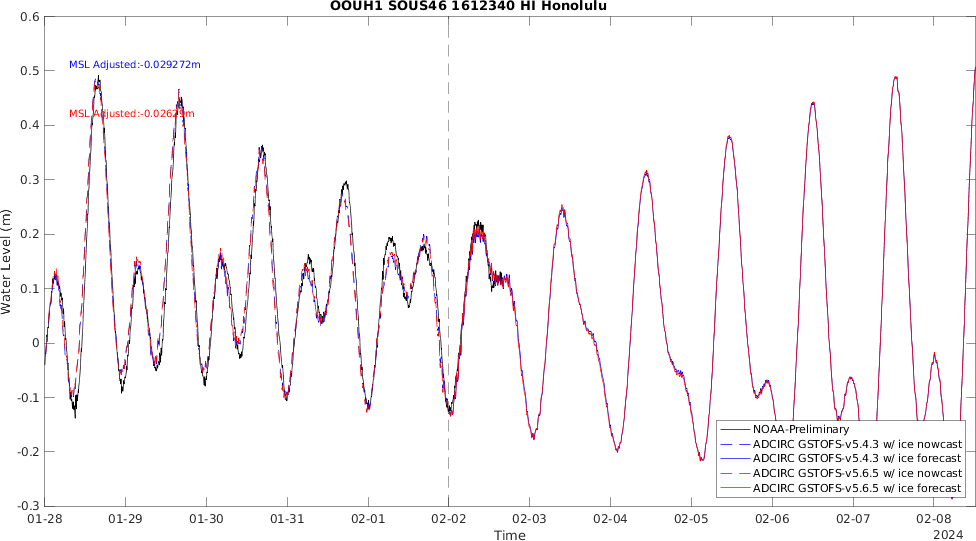 OOUH1 SOUS46 1612340 HI Honolulu
0.6
0.5
0.4
0.3
0.2
0.1
0
-0.1
-0.2
-0.3
Water Level (m)
MSL Adjusted:-0.029272m
MSL Adjusted:-0.02629m
NOAA-Preliminary
ADCIRC GSTOFS-v5.4.3 w/ ice nowcast
ADCIRC GSTOFS-v5.4.3 w/ ice forecast
ADCIRC GSTOFS-v5.6.5 w/ ice nowcast
ADCIRC GSTOFS-v5.6.5 w/ ice forecast
01-28 01-29 01-30 01-31 02-01 02-02 02-03 02-04 02-05 02-06 02-07 02-08
Time
2024